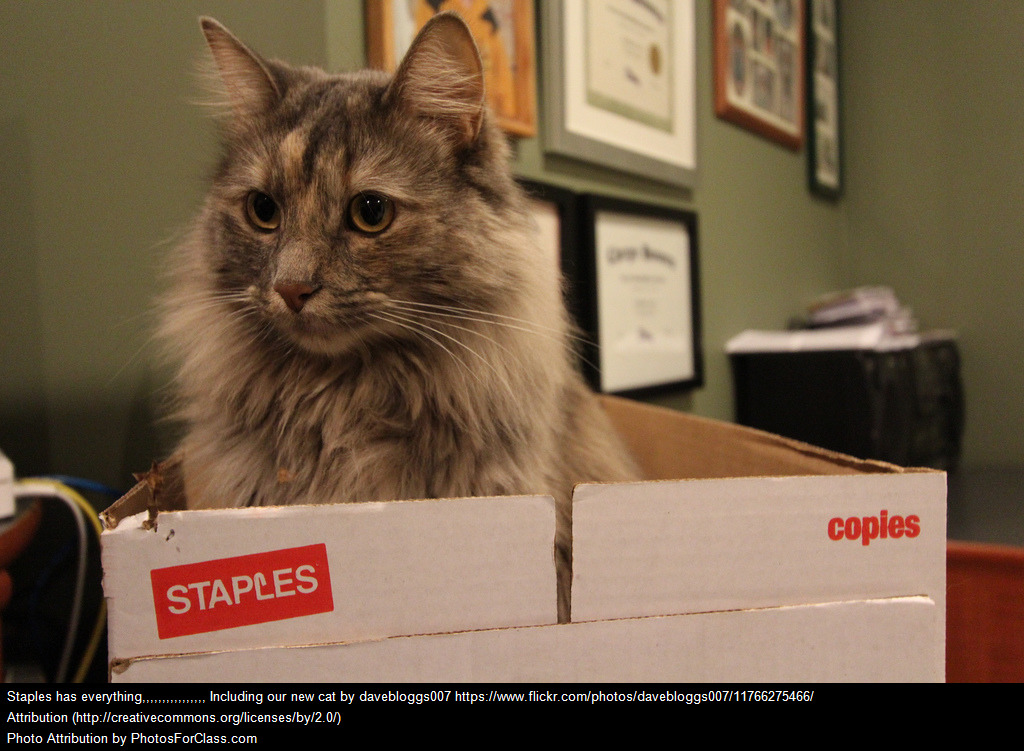 STAPLES
copies
Staples has everything,,,,,,,,,,,,,,,, Including our new cat by davebloggs007 https://www.flickr.com/photos/davebloggs007/11766275466/
Attribution (http://creativecommons.org/licenses/by/2.0/)
Photo Attribution by PhotosForClass.com